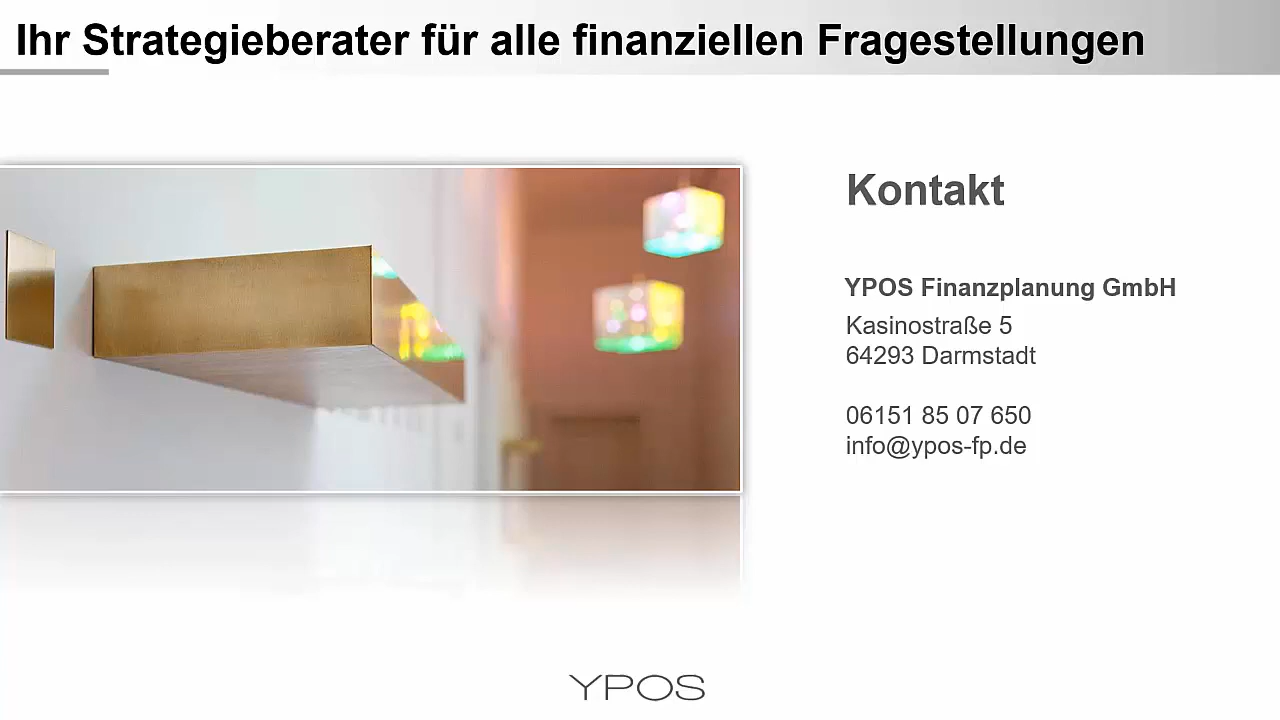 Ihr Strategieberater für alle finanziellen Fragestellungen
Kontakt
YPOS Finanzplanung GmbH
Kasinostraße 5
64293 Darmstadt
06151 85 07 650
info@ypos-fp.de
YPOS